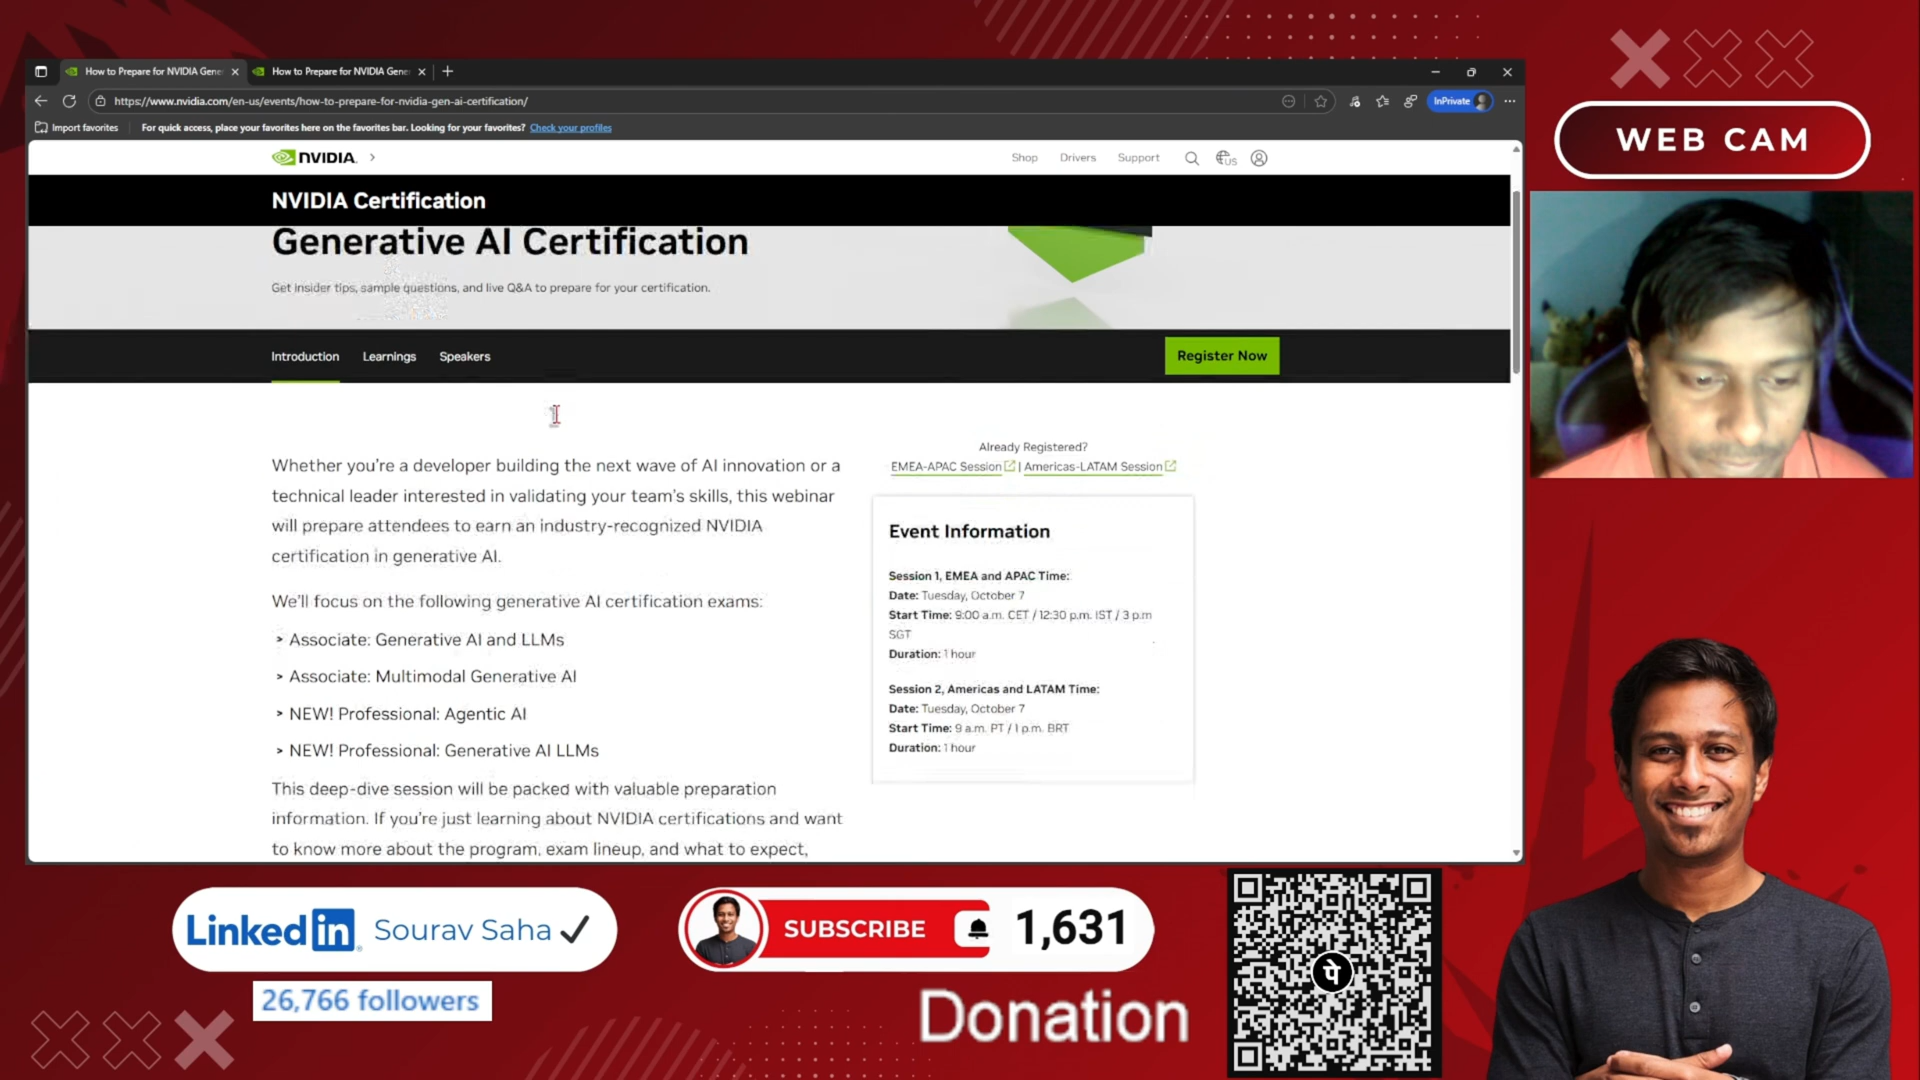 How to Prepare for NVIDIA Gene
How to Prepare for NVIDIA Gene
https://www.nvidia.com/en-us/events/how-to-prepare-for-nvidia-gen-ai-certification/
InPrivate
Import favorites
For quick access, place your favorites here on the favorites bar. Looking for your favorites? Check your profiles
NVIDIA.
Shop
Drivers
Support
US
NVIDIA Certification
Generative AI Certification
Get insider tips, sample questions, and live Q&A to prepare for your certification.
Introduction
Learnings
Speakers
Register Now
Whether you're a developer building the next wave of AI innovation or a
technical leader interested in validating your team's skills, this webinar
will prepare attendees to earn an industry-recognized NVIDIA
certification in generative AI.
We'll focus on the following generative AI certification exams:
> Associate: Generative AI and LLMs
> Associate: Multimodal Generative AI
> NEW! Professional: Agentic AI
> NEW! Professional: Generative AI LLMs
This deep-dive session will be packed with valuable preparation
information. If you're just learning about NVIDIA certifications and want
to know more about the program, exam lineup, and what to expect,
Already Registered?
EMEA-APAC Session | Americas-LATAM Session
Event Information
Session 1, EMEA and APAC Time:
Date: Tuesday, October 7
Start Time: 9:00 a.m. CET / 12:30 p.m. IST / 3 p.m
SGT
Duration: 1 hour
Session 2, Americas and LATAM Time:
Date: Tuesday, October 7
Start Time: 9 a.m. PT / 1 p.m. BRT
Duration: 1 hour
WEB CAM
Linkedin Sourav Saha
26,766 followers
SUBSCRIBE
1,631
Donation
पे